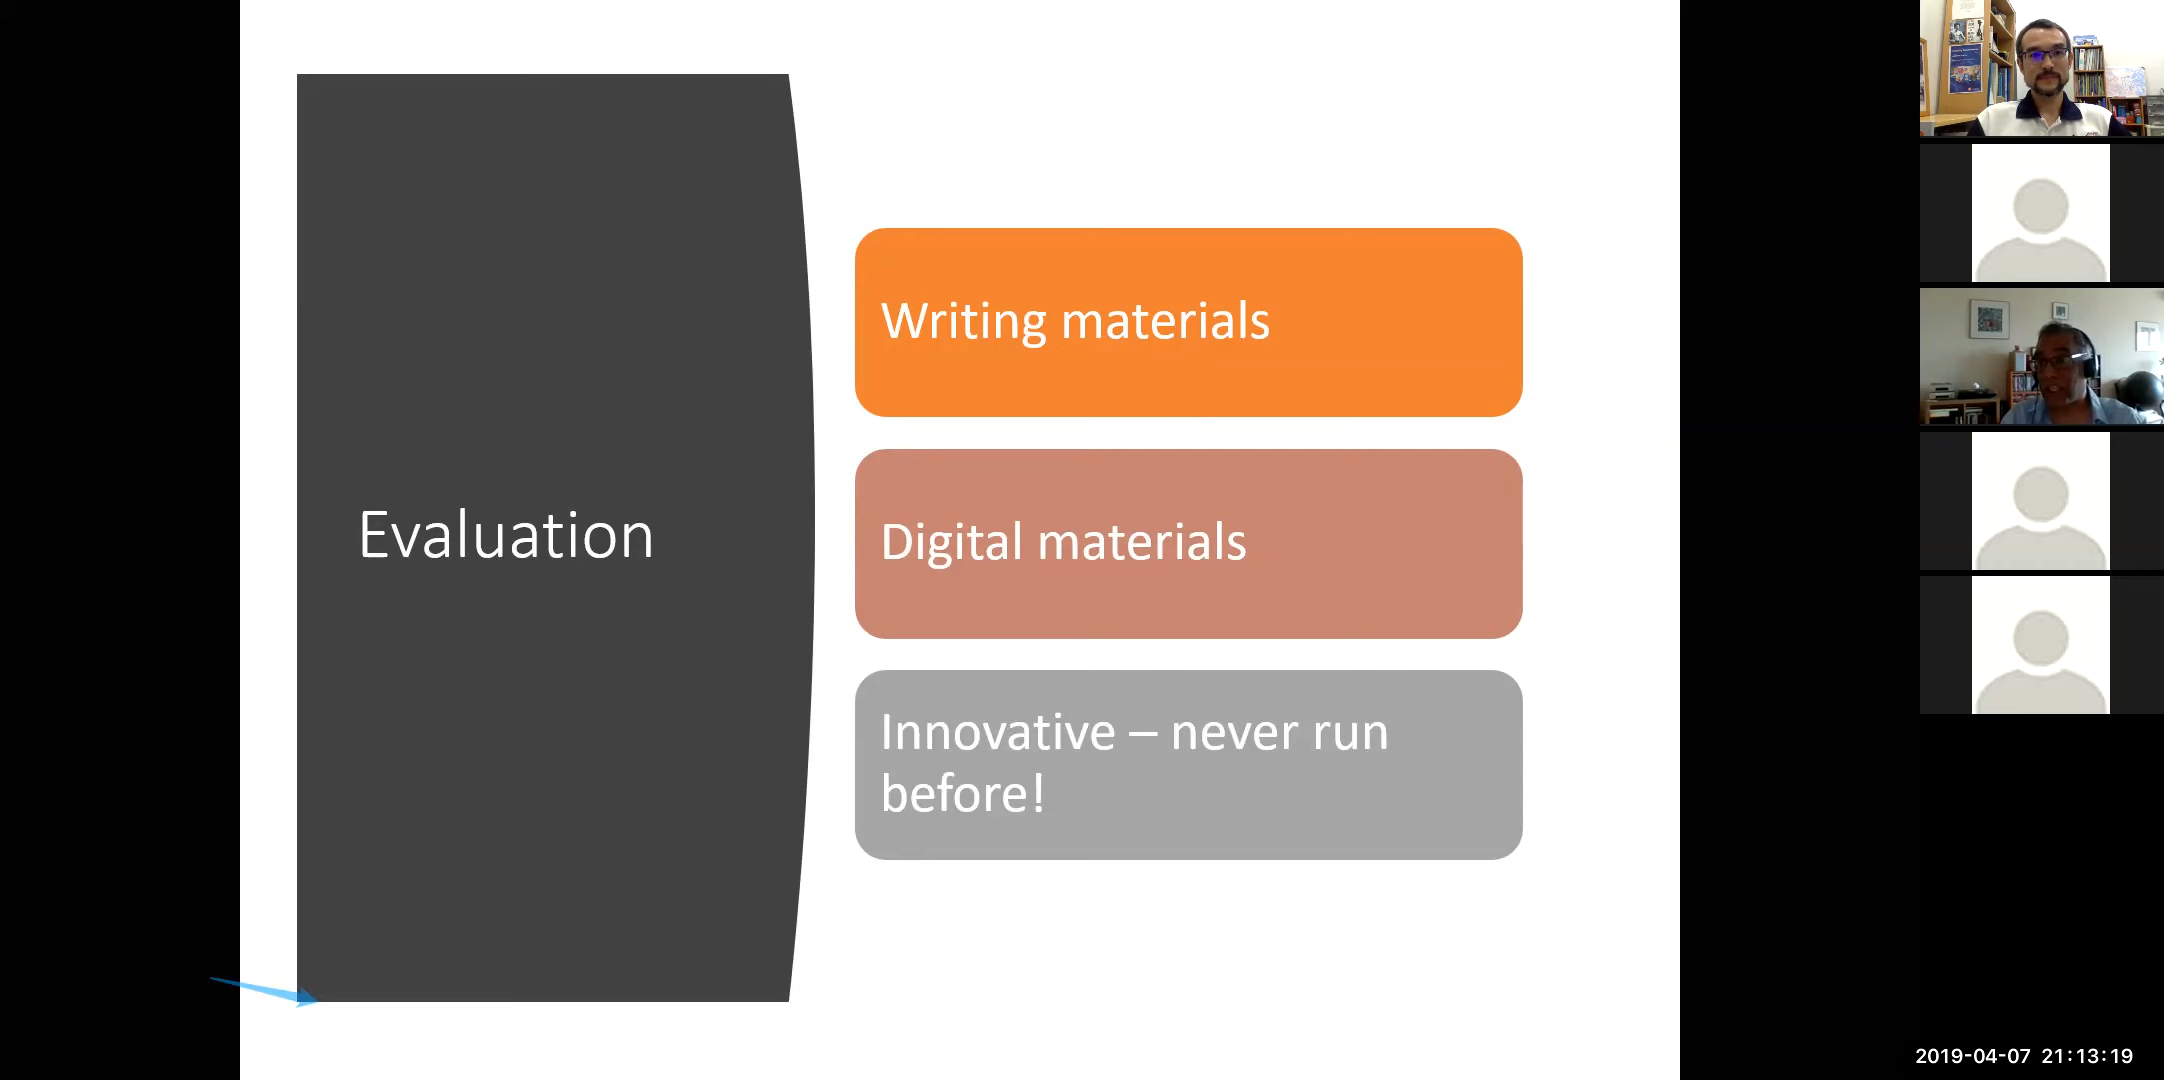 Evaluation
Writing materials
Digital materials
Innovative – never run
before!
2019-04-07 21:13:19